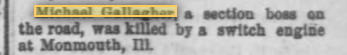 Michael Gallagher, a section boss on
the road, was killed by a switch engine
at Monmouth, Ill.